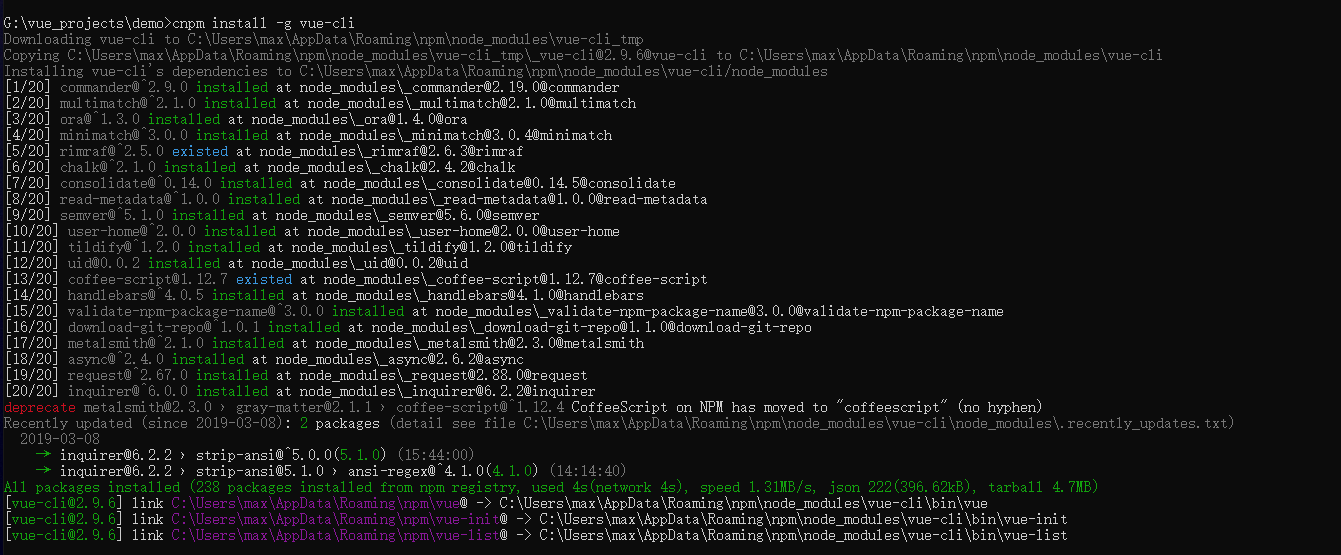 G:\vue_projects\demo>cnpm install -g vue-cli
Downloading vue-cli to C:\Users\max\AppData\Roaming\npm\node_modules\vue-cli_tmp
Copying C:\Users\max\AppData\Roaming\npm\node_modules\vue-cli_tmp\_vue-cli@2.9.6@vue-cli to C:\Users\max\AppData\Roaming\npm\node_modules\vue-cli
Installing vue-cli's dependencies to C:\Users\max\AppData\Roaming\npm\node_modules\vue-cli/node_modules
[1/20] commander@^2.9.0 installed at node_modules\_commander@2.19.0@commander
[2/20] multimatch@^2.1.0 installed at node_modules\_multimatch@2.1.0@multimatch
[3/20] ora@^1.3.0 installed at node_modules\_ora@1.4.0@ora
[4/20] minimatch@^3.0.0 installed at node_modules\_minimatch@3.0.4@minimatch
[5/20] rimraf@^2.5.0 existed at node_modules\_rimraf@2.6.3@rimraf
[6/20] chalk@^2.1.0 installed at node_modules\_chalk@2.4.2@chalk
[7/20] consolidate@^0.14.0 installed at node_modules\_consolidate@0.14.5@consolidate
[8/20] read-metadata@^1.0.0 installed at node_modules\_read-metadata@1.0.0@read-metadata
[9/20] semver@^5.1.0 installed at node_modules\_semver@5.6.0@semver
[10/20] user-home@^2.0.0 installed at node_modules\_user-home@2.0.0@user-home
[11/20] tildify@^1.2.0 installed at node_modules\_tildify@1.2.0@tildify
[12/20] uid@0.0.2 installed at node_modules\_uid@0.0.2@uid
[13/20] coffee-script@1.12.7 existed at node_modules\_coffee-script@1.12.7@coffee-script
[14/20] handlebars@^4.0.5 installed at node_modules\_handlebars@4.1.0@handlebars
[15/20] validate-npm-package-name@^3.0.0 installed at node_modules\_validate-npm-package-name@3.0.0@validate-npm-package-name
[16/20] download-git-repo@^1.0.1 installed at node_modules\_download-git-repo@1.1.0@download-git-repo
[17/20] metalsmith@^2.1.0 installed at node_modules\_metalsmith@2.3.0@metalsmith
[18/20] async@^2.4.0 installed at node_modules\_async@2.6.2@async
[19/20] request@^2.67.0 installed at node_modules\_request@2.88.0@request
[20/20] inquirer@^6.0.0 installed at node_modules\_inquirer@6.2.2@inquirer
deprecate metalsmith@2.3.0 › gray-matter@2.1.1 › coffee-script@^1.12.4 CoffeeScript on NPM has moved to "coffeescript" (no hyphen)
Recently updated (since 2019-03-08): 2 packages (detail see file C:\Users\max\AppData\Roaming\npm\node_modules\vue-cli\node_modules\.recently_updates.txt)
2019-03-08
→ inquirer@6.2.2 › strip-ansi@^5.0.0(5.1.0) (15:44:00)
→ inquirer@6.2.2 › strip-ansi@5.1.0 › ansi-regex@^4.1.0(4.1.0) (14:14:40)
All packages installed (238 packages installed from npm registry, used 4s(network 4s), speed 1.31MB/s, json 222(396.62kB), tarball 4.7MB)
[vue-cli@2.9.6] link C:\Users\max\AppData\Roaming\npm\vue@ -> C:\Users\max\AppData\Roaming\npm\node_modules\vue-cli\bin\vue
[vue-cli@2.9.6] link C:\Users\max\AppData\Roaming\npm\vue-init@ -> C:\Users\max\AppData\Roaming\npm\node_modules\vue-cli\bin\vue-init
[vue-cli@2.9.6] link C:\Users\max\AppData\Roaming\npm\vue-list@ -> C:\Users\max\AppData\Roaming\npm\node_modules\vue-cli\bin\vue-list